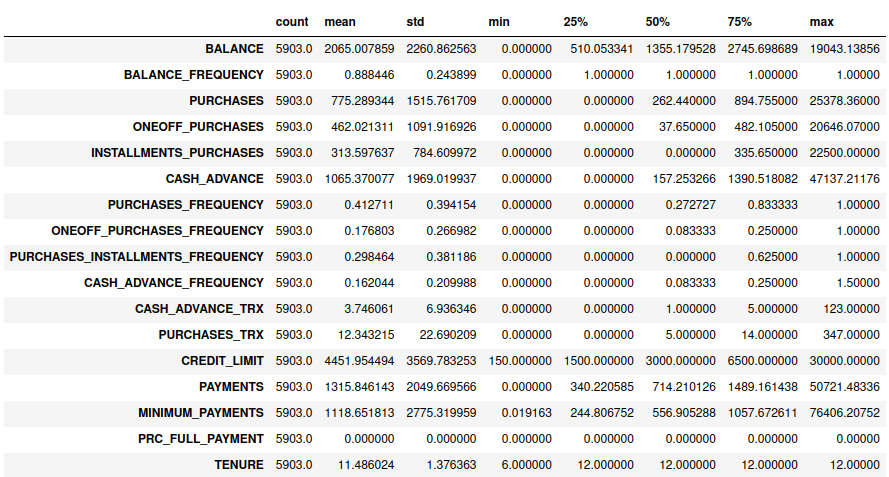 count mean std min 25% 50% 75% max
BALANCE 5903.0 2065.007859 2260.862563 0.000000 510.053341 1355.179528 2745.698689 19043.13856
BALANCE_FREQUENCY 5903.0 0.888446 0.243899 0.000000 1.000000 1.000000 1.000000 1.00000
PURCHASES 5903.0 775.289344 1515.761709 0.000000 0.000000 262.440000 894.755000 25378.36000
ONEOFF_PURCHASES 5903.0 462.021311 1091.916926 0.000000 0.000000 37.650000 482.105000 20646.07000
INSTALLMENTS_PURCHASES 5903.0 313.597637 784.609972 0.000000 0.000000 0.000000 335.650000 22500.00000
CASH_ADVANCE 5903.0 1065.370077 1969.019937 0.000000 0.000000 157.253266 1390.518082 47137.21176
PURCHASES_FREQUENCY 5903.0 0.412711 0.394154 0.000000 0.000000 0.272727 0.833333 1.00000
ONEOFF_PURCHASES_FREQUENCY 5903.0 0.176803 0.266982 0.000000 0.000000 0.083333 0.250000 1.00000
PURCHASES_INSTALLMENTS_FREQUENCY 5903.0 0.298464 0.381186 0.000000 0.000000 0.000000 0.625000 1.00000
CASH_ADVANCE_FREQUENCY 5903.0 0.162044 0.209988 0.000000 0.000000 0.083333 0.250000 1.50000
CASH_ADVANCE_TRX 5903.0 3.746061 6.936346 0.000000 0.000000 1.000000 5.000000 123.00000
PURCHASES_TRX 5903.0 12.343215 22.690209 0.000000 0.000000 5.000000 14.000000 347.00000
CREDIT_LIMIT 5903.0 4451.954494 3569.783253 150.000000 1500.000000 3000.000000 6500.000000 30000.00000
PAYMENTS 5903.0 1315.846143 2049.669566 0.000000 340.220585 714.210126 1489.161438 50721.48336
MINIMUM_PAYMENTS 5903.0 1118.651813 2775.319959 0.019163 244.806752 556.905288 1057.672611 76406.20752
PRC_FULL_PAYMENT 5903.0 0.000000 0.000000 0.000000 0.000000 0.000000 0.000000 0.00000
TENURE 5903.0 11.486024 1.376363 6.000000 12.000000 12.000000 12.000000 12.00000